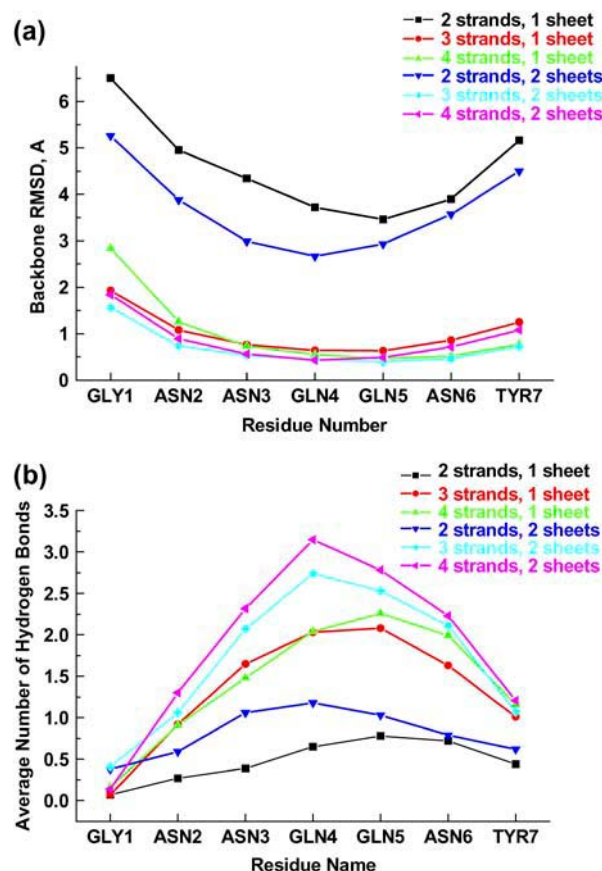 (a)
2 strands, 1 sheet
3 strands, 1 sheet
4 strands, 1 sheet
2 strands, 2 sheets
3 strands, 2 sheets
4 strands, 2 sheets
Backbone RMSD, A
6
5
4
3
2
1
0
GLY1 ASN2 ASN3 GLN4 GLN5 ASN6 TYR7
Residue Number
(b)
2 strands, 1 sheet
3 strands, 1 sheet
4 strands, 1 sheet
2 strands, 2 sheets
3 strands, 2 sheets
4 strands, 2 sheets
Average Number of Hydrogen Bonds
3.5
3.0
2.5
2.0
1.5
1.0
0.5
0.0
GLY1 ASN2 ASN3 GLN4 GLN5 ASN6 TYR7
Residue Name